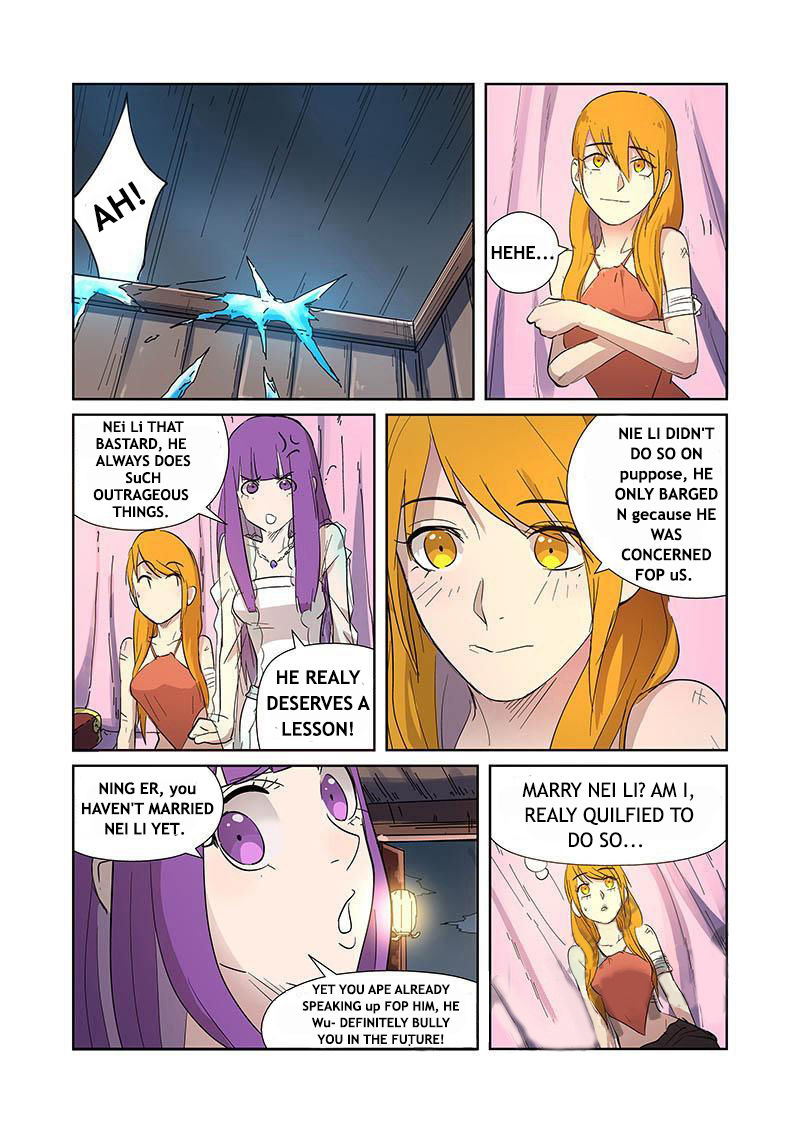 AH!
HEHE...
NEi Li THAT
BASTARD, HE
ALWAYS DOES
SuCH
OUTRAGEOUS
THINGS.
HE REALY
DESERVES A
LESSON!
NIE LI DIDN'T
DO SO ON
puppose, HE
ONLY BARGED
N gecause HE
WAS
CONCERNED
FOP uS.
NING ER, you
HAVEN'T MARRIED
NEI LI YET.
YET YOU APE ALREADY
SPEAKING up FOP HIM, HE
Wu- DEFINITELY BULLY
YOU IN THE FUTURE!
MARRY NEI LI? AM I,
REALY QUILFIED TO
DO SO...